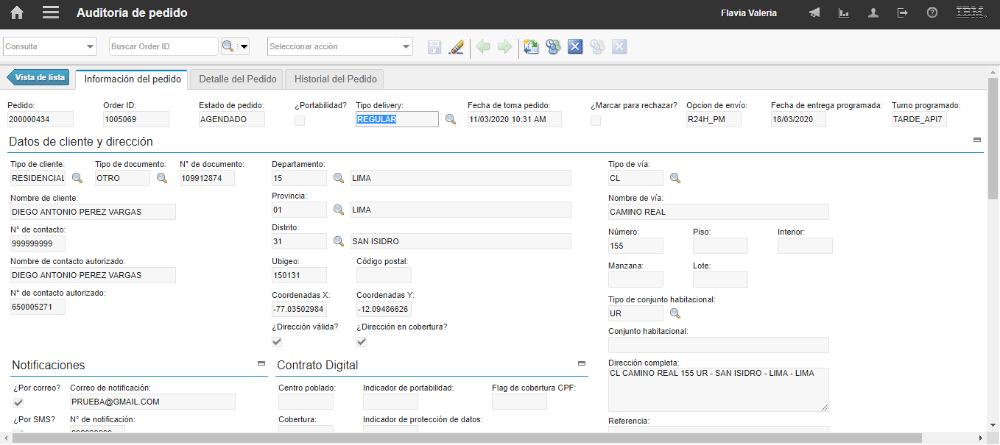 Auditoría de pedido
Flavia Valeria
IBM.
Consulta
Buscar Order ID
Seleccionar acción
Vista de lista
Información del pedido
Detalle del Pedido
Historial del Pedido
Pedido: Order ID: Estado de pedido: ¿Portabilidad? Tipo delivery: Fecha de toma pedido: ¿Marcar para rechazar? Opcion de envío: Fecha de entrega programada: Turno programado:
200000434 1005069 AGENDADO REGULAR 11/03/2020 10:31 AM R24H_PM 18/03/2020 TARDE_API7
Datos de cliente y dirección
Tipo de cliente: Tipo de documento: N° de documento:
RESIDENCIAL OTRO 109912874
Nombre de cliente:
DIEGO ANTONIO PEREZ VARGAS
N° de contacto:
999999999
Nombre de contacto autorizado:
DIEGO ANTONIO PEREZ VARGAS
N° de contacto autorizado:
650005271
Departamento:
15 LIMA
Provincia:
01 LIMA
Distrito:
31 SAN ISIDRO
Ubigeo: Código postal:
150131
Coordenadas X: Coordenadas Y:
-77.03502984 -12.09486626
¿Dirección válida? ¿Dirección en cobertura?
Tipo de vía:
CL
Nombre de vía:
CAMINO REAL
Número: Piso: Interior:
155
Manzana: Lote:
Tipo de conjunto habitacional:
UR
Conjunto habitacional:
Dirección completa:
CL CAMINO REAL 155 UR - SAN ISIDRO - LIMA - LIMA
Referencia:
Notificaciones
¿Por correo? Correo de notificación:
PRUEBA@GMAIL.COM
¿Por SMS? N° de notificación:
Contrato Digital
Centro poblado: Indicador de portabilidad: Flag de cobertura CPF:
Cobertura: Indicador de protección de datos: